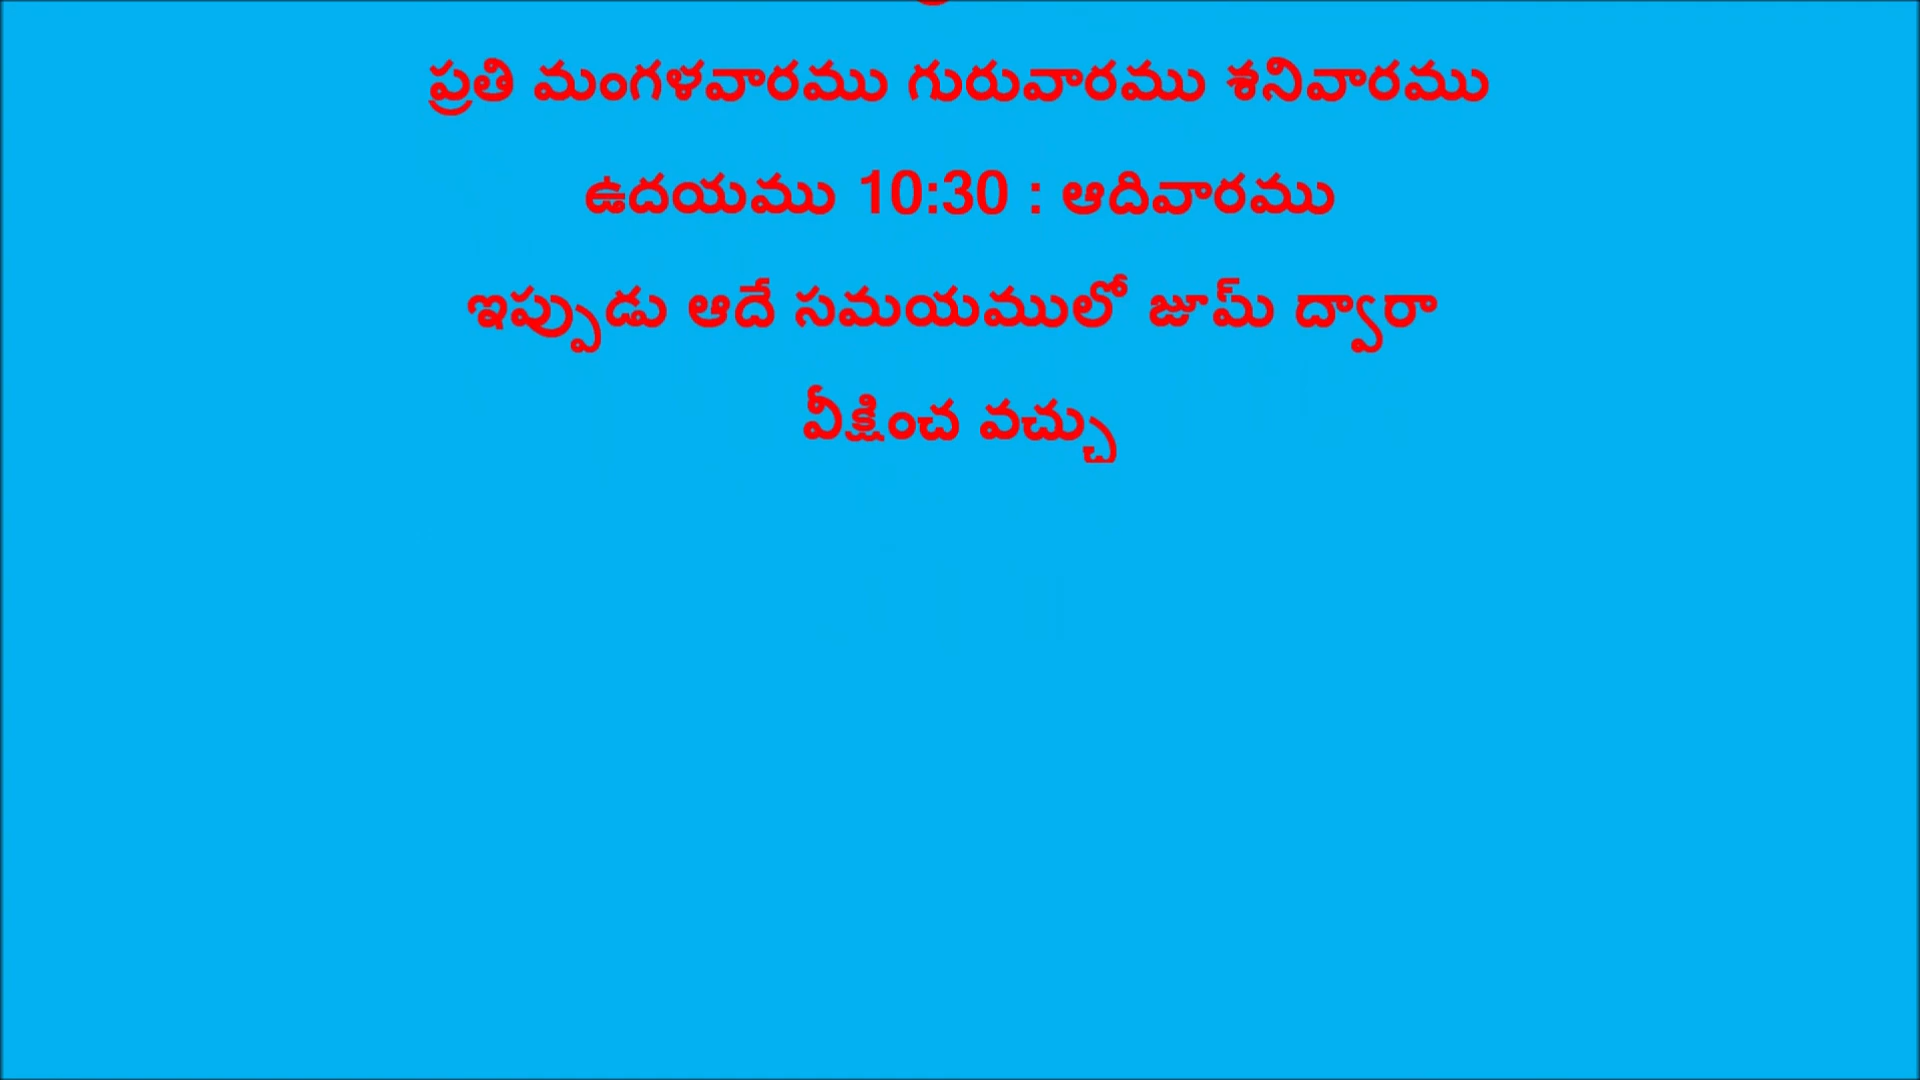 ప్రతి మంగళవారము గురువారము శనివారము
ఉదయము 10:30 : ఆదివారము
ఇప్పుడు ఆదే సమయములో జూమ్ ద్వారా
వీక్షించ వచ్చు